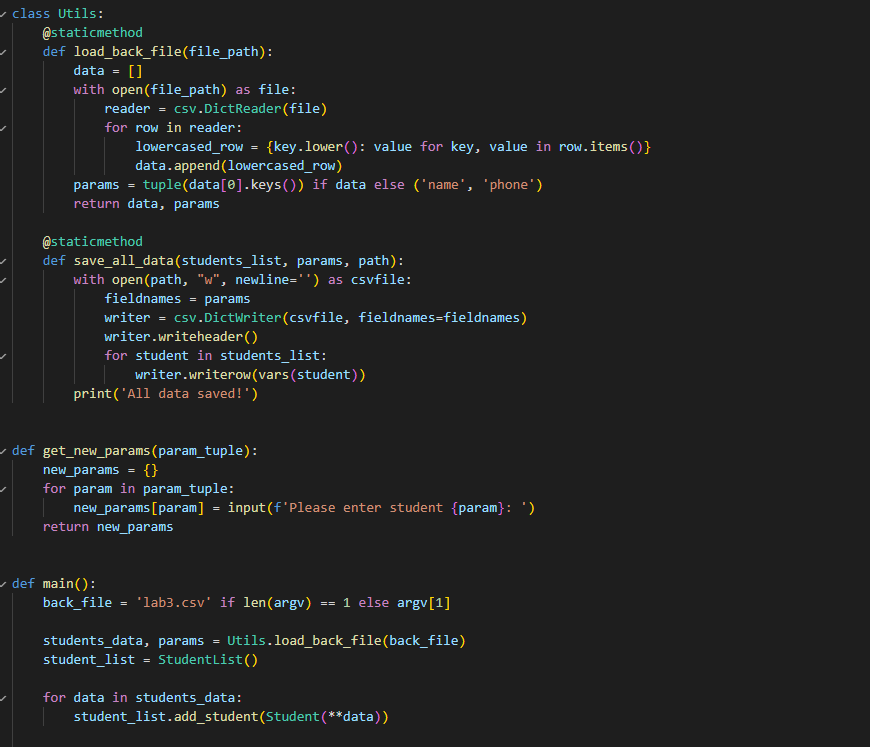 class Utils:
    @staticmethod
    def load_back_file(file_path):
        data = []
        with open(file_path) as file:
            reader = csv.DictReader(file)
            for row in reader:
                lowercased_row = {key.lower(): value for key, value in row.items()}
                data.append(lowercased_row)
        params = tuple(data[0].keys()) if data else ('name', 'phone')
        return data, params

    @staticmethod
    def save_all_data(students_list, params, path):
        with open(path, "w", newline='') as csvfile:
            fieldnames = params
            writer = csv.DictWriter(csvfile, fieldnames=fieldnames)
            writer.writeheader()
            for student in students_list:
                writer.writerow(vars(student))
        print('All data saved!')


def get_new_params(param_tuple):
    new_params = {}
    for param in param_tuple:
        new_params[param] = input(f'Please enter student {param}: ')
    return new_params


def main():
    back_file = 'lab3.csv' if len(argv) == 1 else argv[1]

    students_data, params = Utils.load_back_file(back_file)
    student_list = StudentList()

    for data in students_data:
        student_list.add_student(Student(**data))